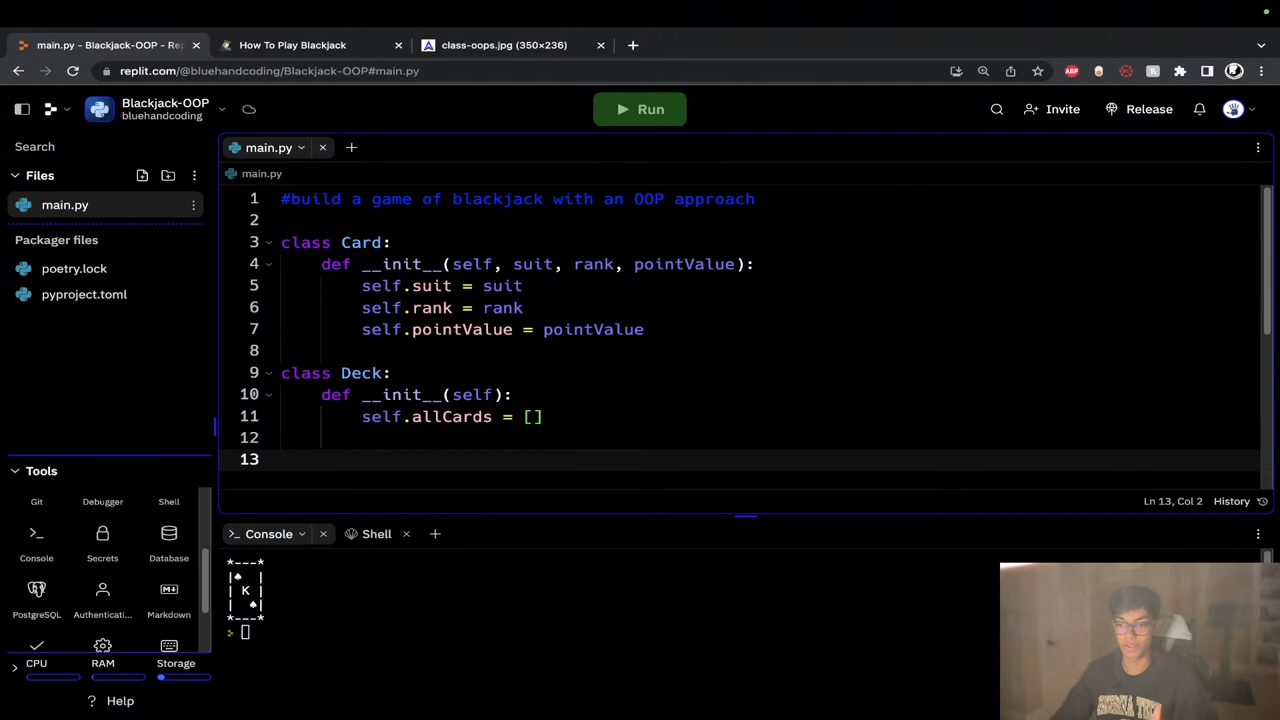 main.py - Blackjack-OOP - Rep
How To Play Blackjack
class-oops.jpg (350×236)
replit.com/@bluehandcoding/Blackjack-OOP#main.py
ABP
Blackjack-OOP
bluehandcoding
Run
Invite
Release
Search
Files
main.py
Packager files
poetry.lock
pyproject.toml
main.py
main.py
1 #build a game of blackjack with an OOP approach
2
3 class Card:
4 def __init__(self, suit, rank, pointValue):
5 self.suit = suit
6 self.rank = rank
7 self.pointValue = pointValue
8
9 class Deck:
10 def __init__(self):
11 self.allCards = []
12
13
Ln 13, Col 2 History
Tools
Git Debugger Shell
Console Secrets Database
PostgreSQL Authenticati... Markdown
CPU RAM Storage
Help
Console
Shell
*---*
|♠  |
| K |
|  ♠|
*---*